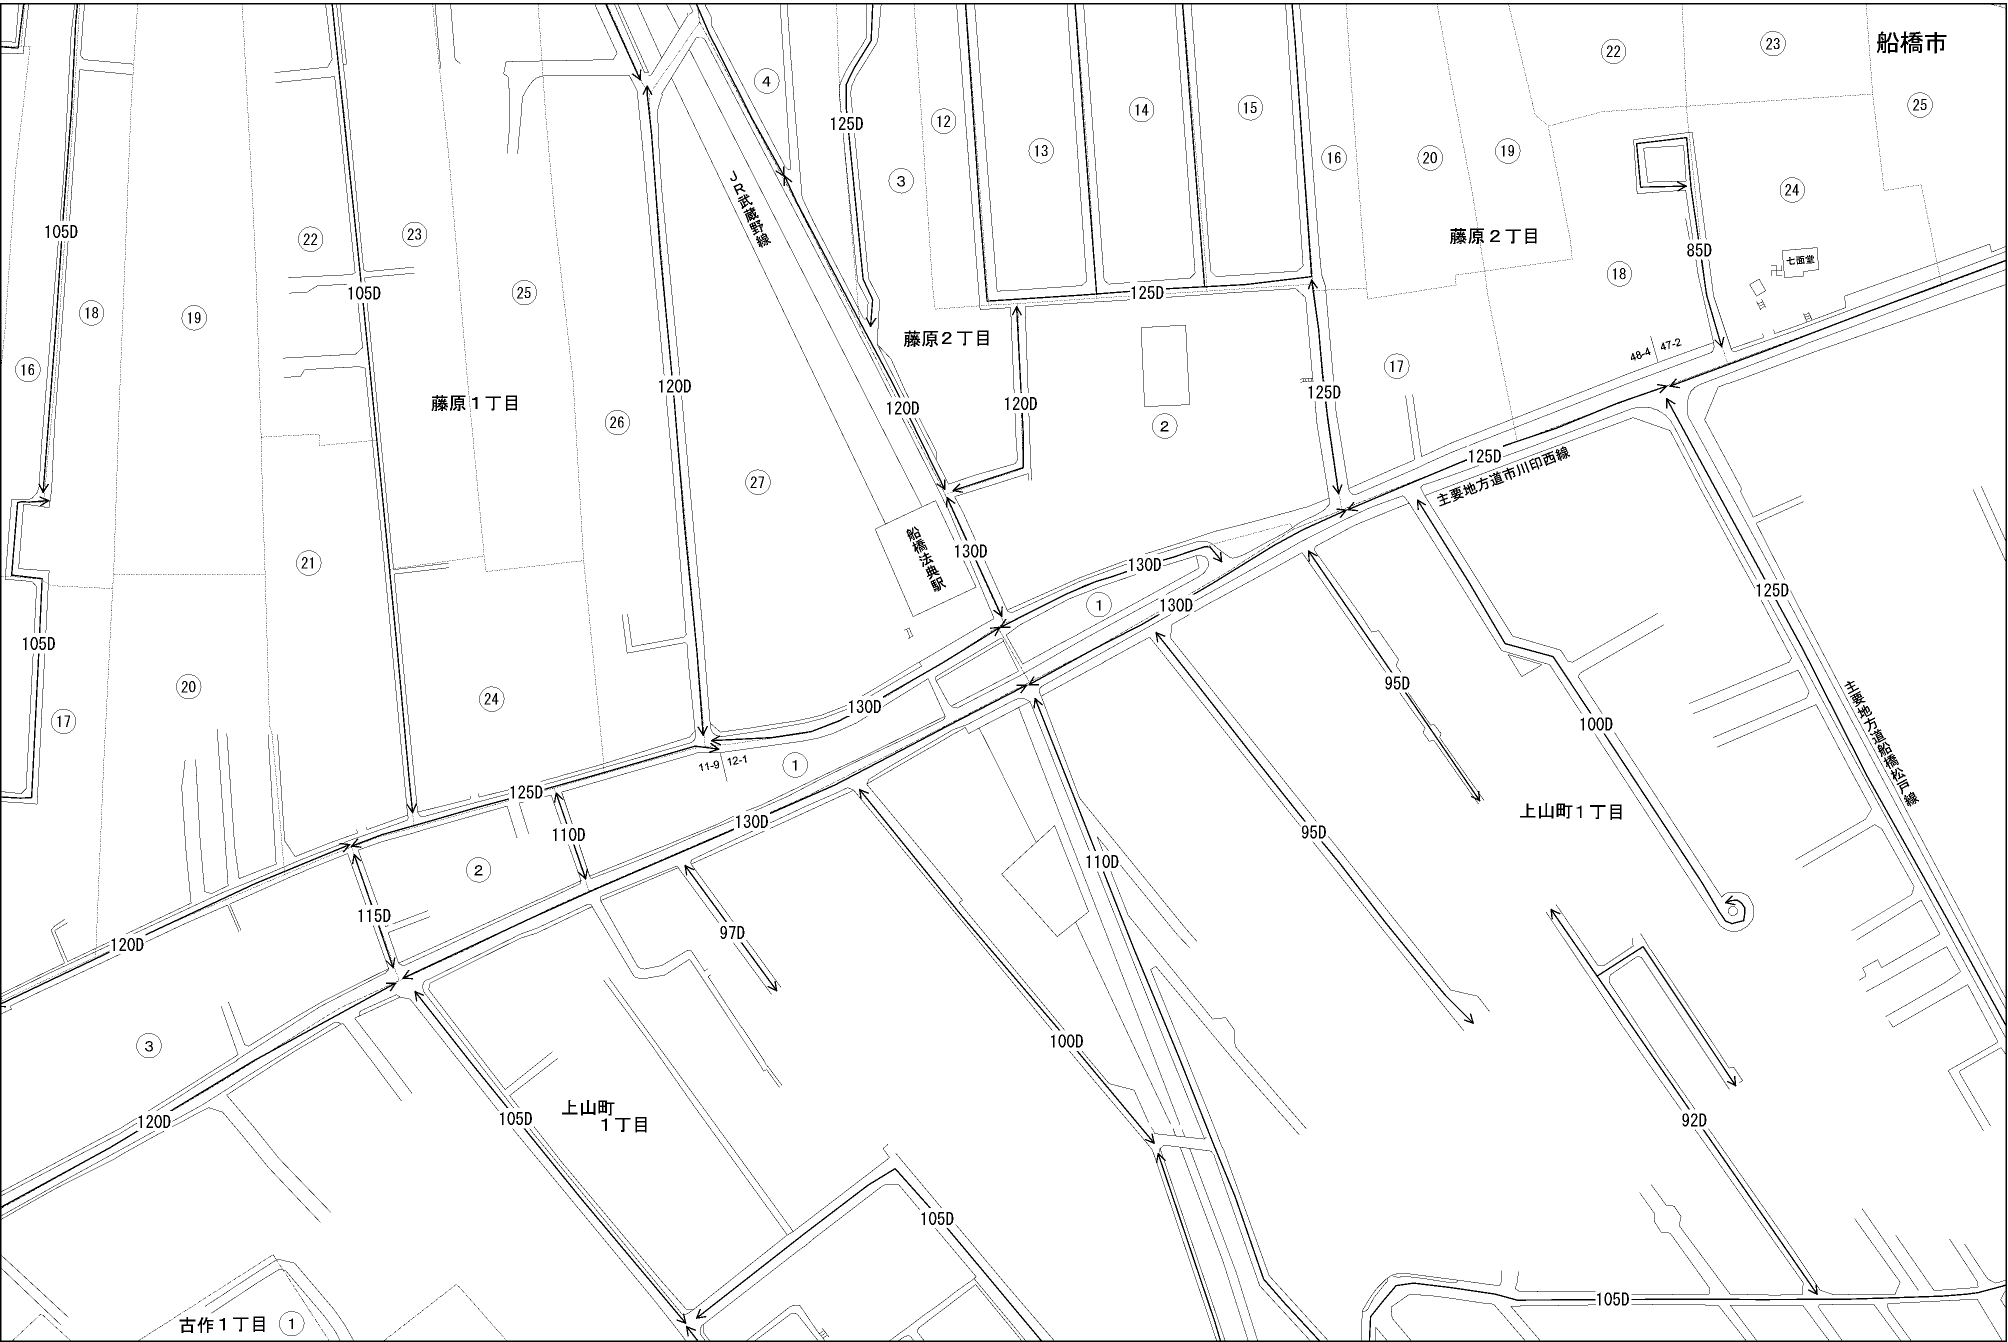 船橋市
22
23
4
25
15
14
12
125D
13
16
20
19
3
24
JR武蔵野線
105D
22
23
藤原２丁目
85D
18
七面堂
105D
25
125D
18
19
藤原２丁目
48-4
47-2
16
17
120D
125D
藤原１丁目
120D
120D
26
2
125D
主要地方道市川印西線
27
船橋法典駅
130D
21
130D
125D
1
130D
105D
20
24
95D
17
130D
100D
主要地方道船橋松戸線
11-9
12-1
1
125D
上山町１丁目
110D
130D
95D
2
110D
115D
97D
120D
3
100D
上山町
１丁目
105D
120D
92D
105D
105D
古作１丁目
1